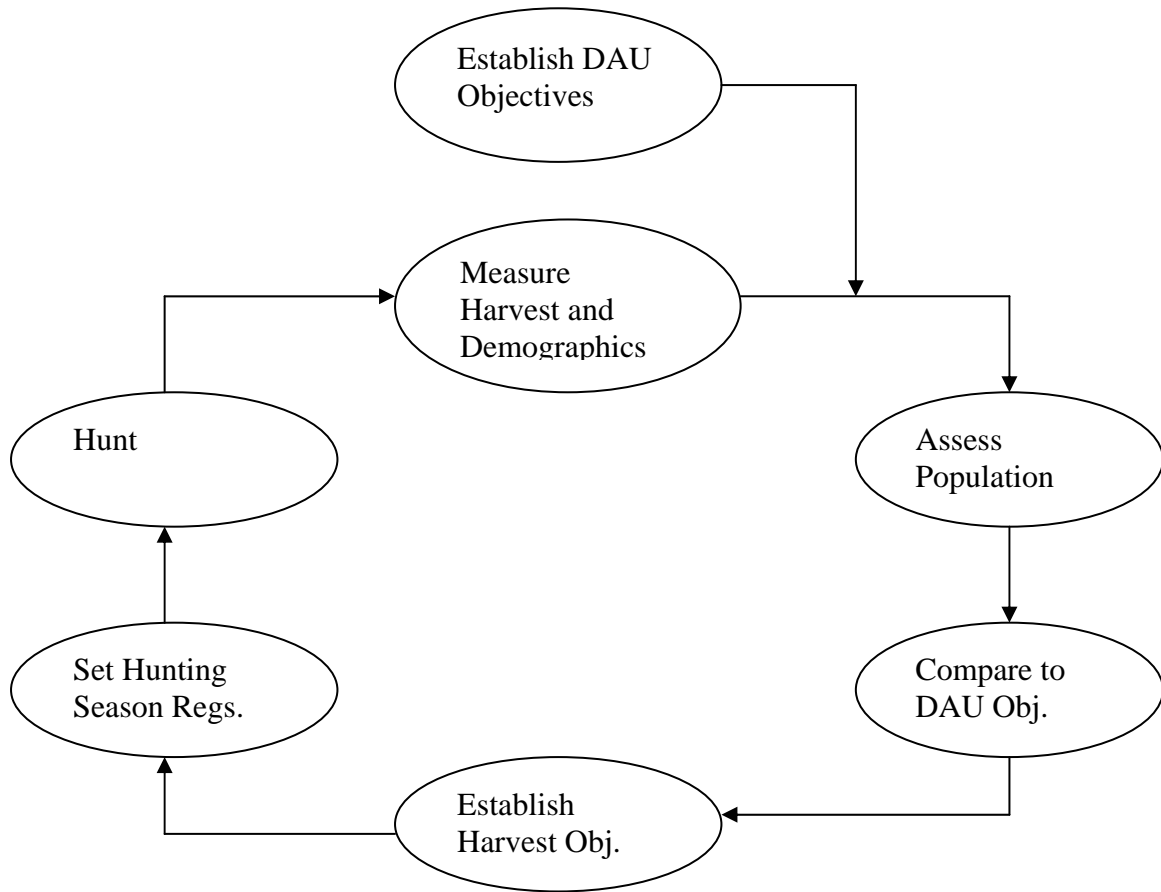 Establish DAU
Objectives
Measure
Harvest and
Demographics
Hunt
Assess
Population
Set Hunting
Season Regs.
Compare to
DAU Obj.
Establish
Harvest Obj.